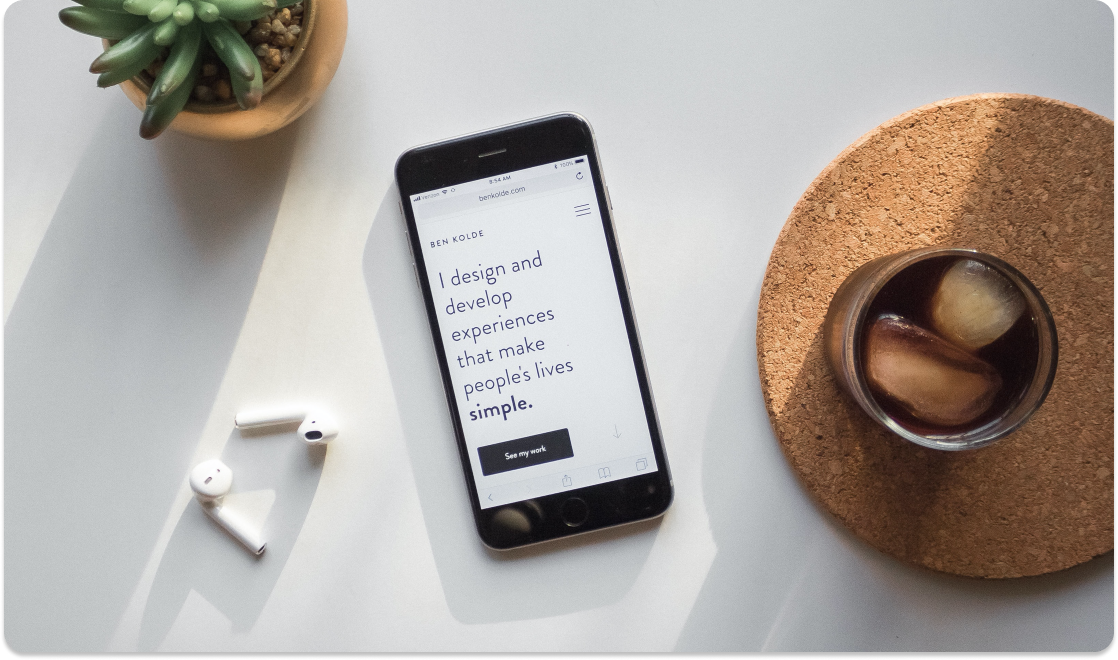 Verizon 8:54 AM 100%
benkolde.com
BEN KOLDE
I design and
develop
experiences
that make
people's lives
simple.
See my work